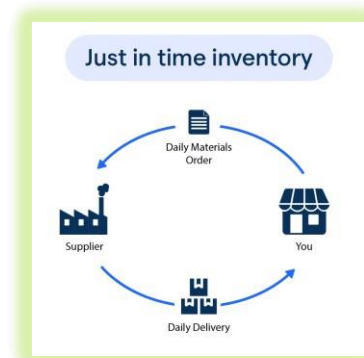 Just in time inventory
Daily Materials
Order
Supplier
You
Daily Delivery